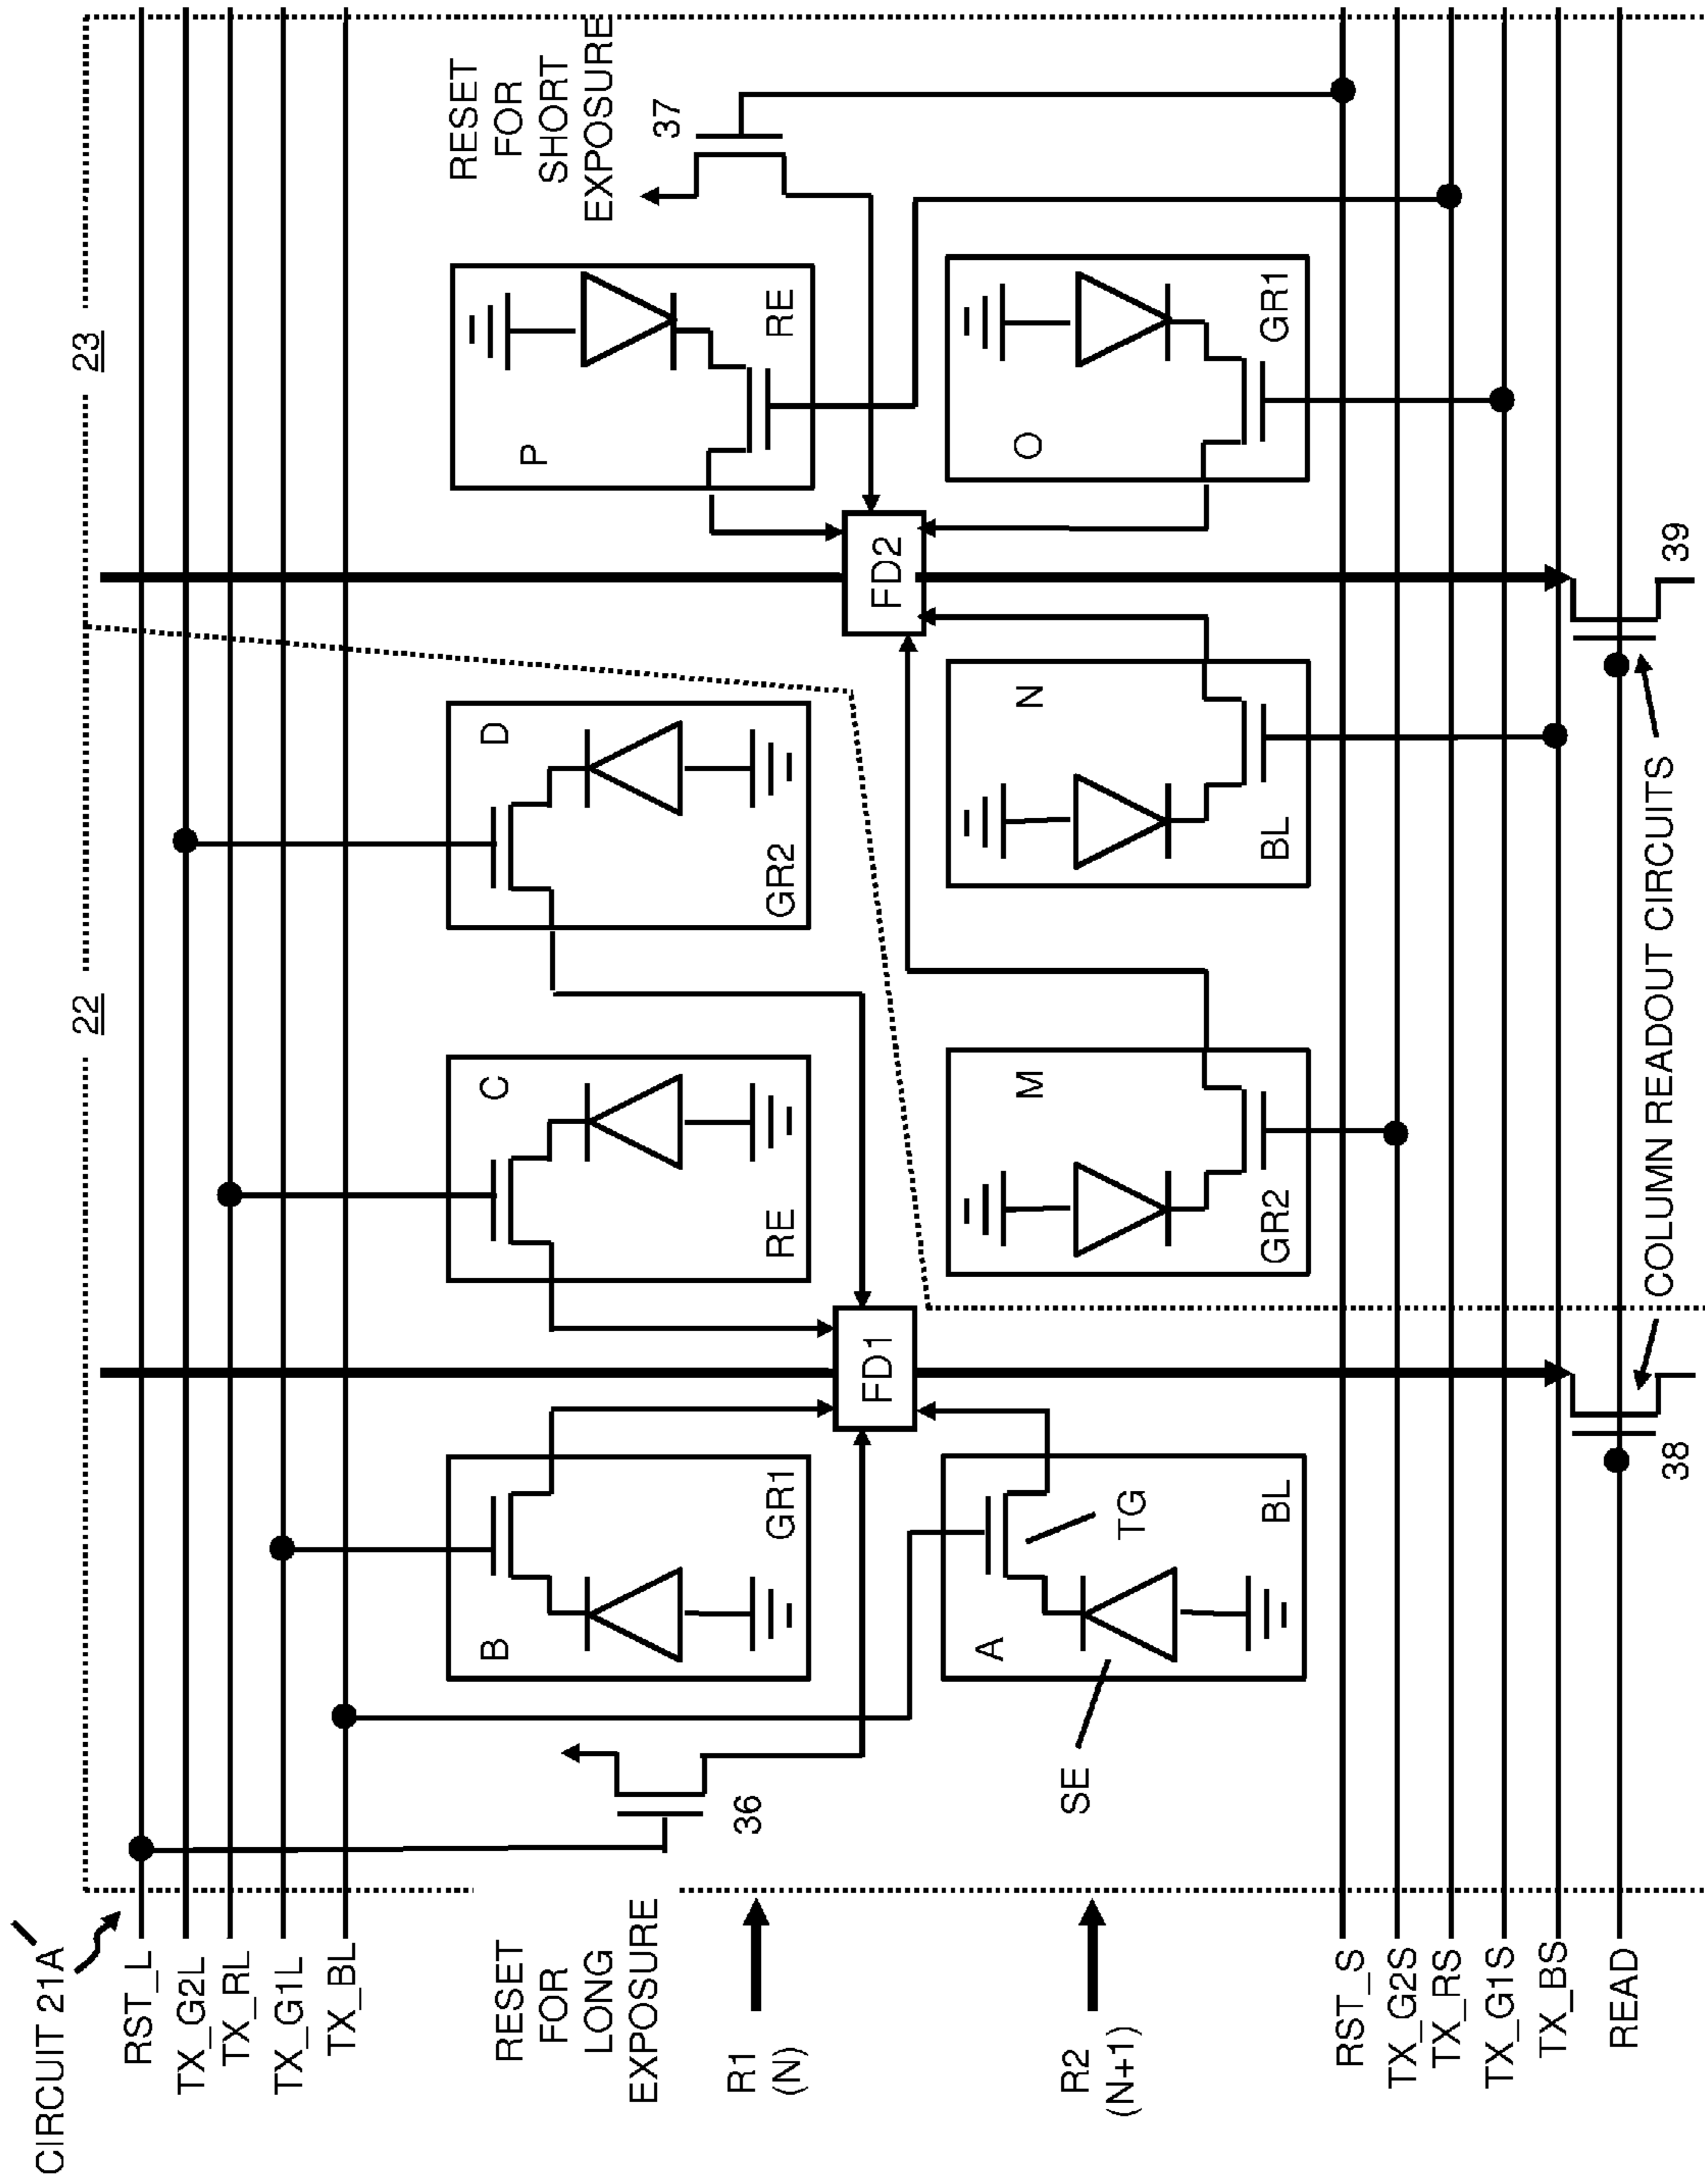 CIRCUIT 21A
RST_L
TX_G2L
TX_RL
TX_G1L
TX_BL
RESET
FOR
LONG
EXPOSURE
R1
(N)
R2
(N+1)
RST_S
TX_G2S
TX_RS
TX_G1S
TX_BS
READ
22
23
36
B
GR1
C
RE
D
GR2
P
RE
RESET
FOR
SHORT
EXPOSURE
37
FD1
FD2
SE
A
TG
BL
M
GR2
N
BL
O
GR1
38
COLUMN READOUT CIRCUITS
39